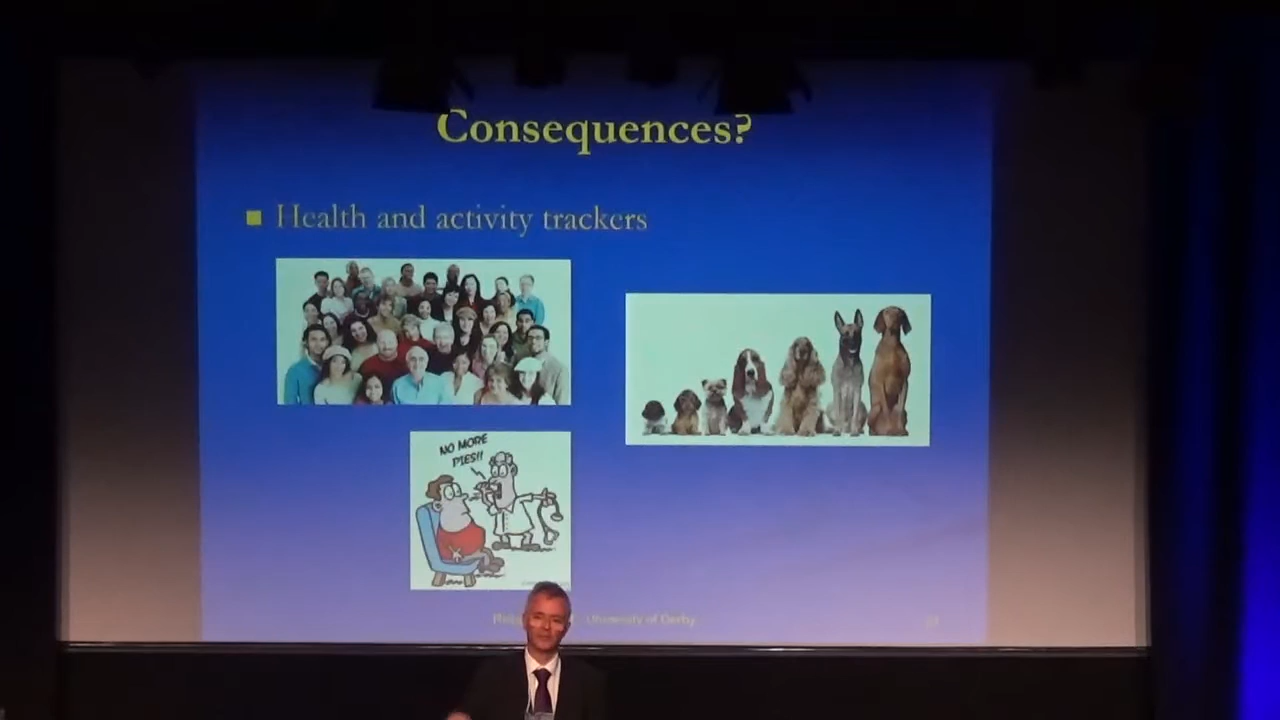 Consequences?
Health and activity trackers
NO MORE
PIES!!
University of Derby